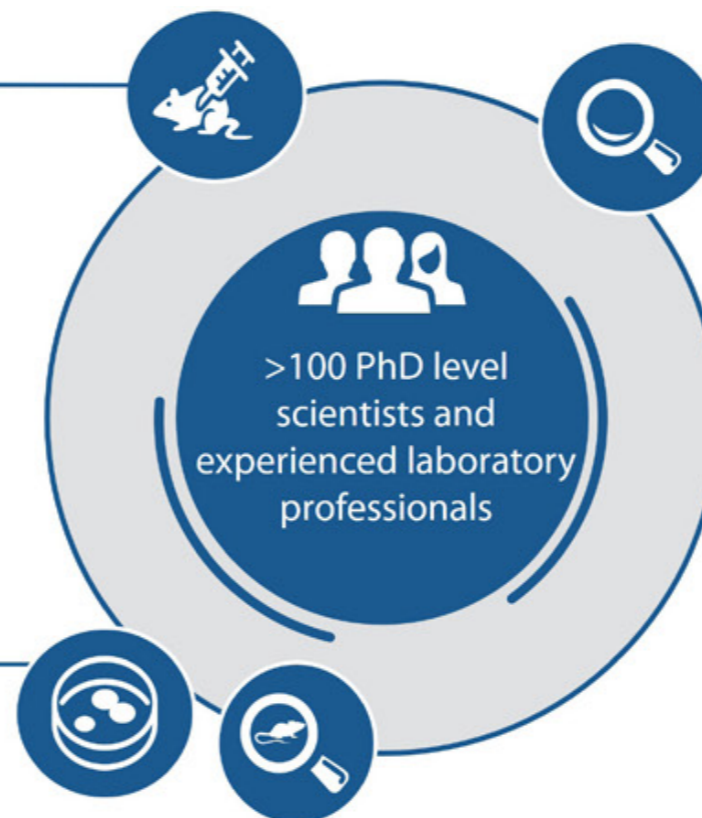 >100 PhD level
scientists and
experienced laboratory
professionals